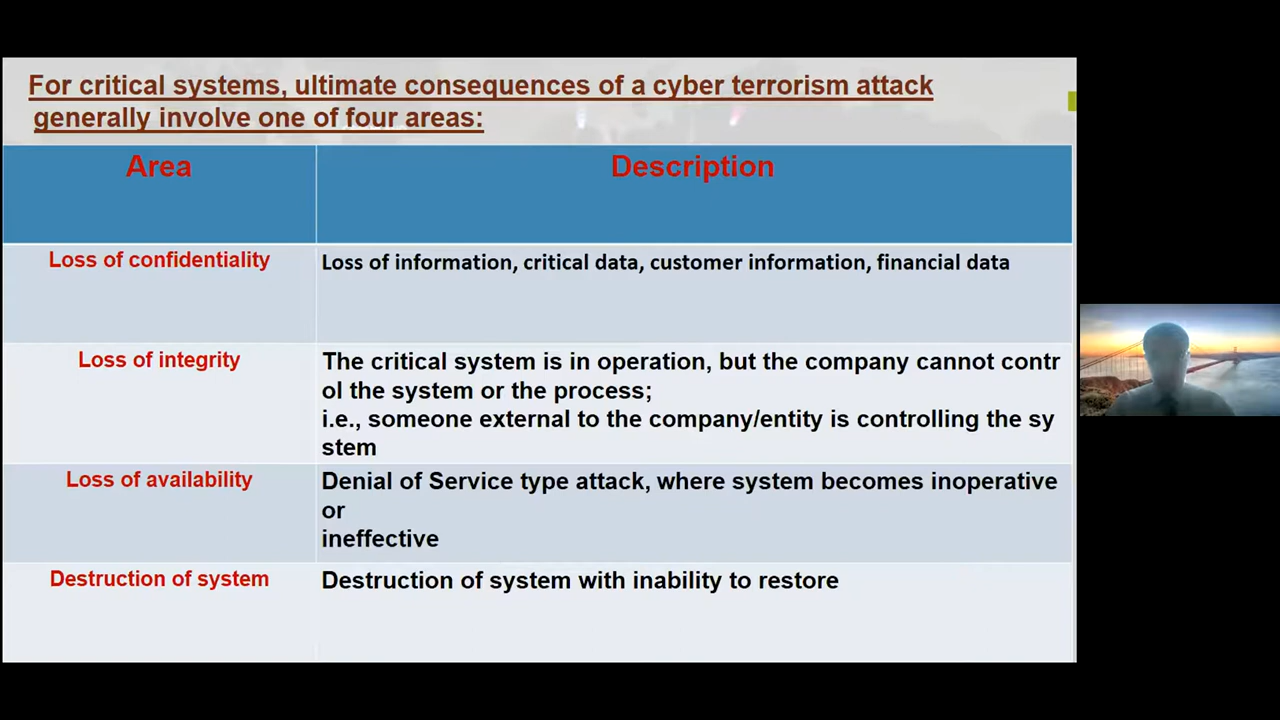 For critical systems, ultimate consequences of a cyber terrorism attack
generally involve one of four areas:
Area
Description
Loss of confidentiality
Loss of information, critical data, customer information, financial data
Loss of integrity
The critical system is in operation, but the company cannot contr
ol the system or the process;
i.e., someone external to the company/entity is controlling the sy
stem
Loss of availability
Denial of Service type attack, where system becomes inoperative
or
ineffective
Destruction of system
Destruction of system with inability to restore